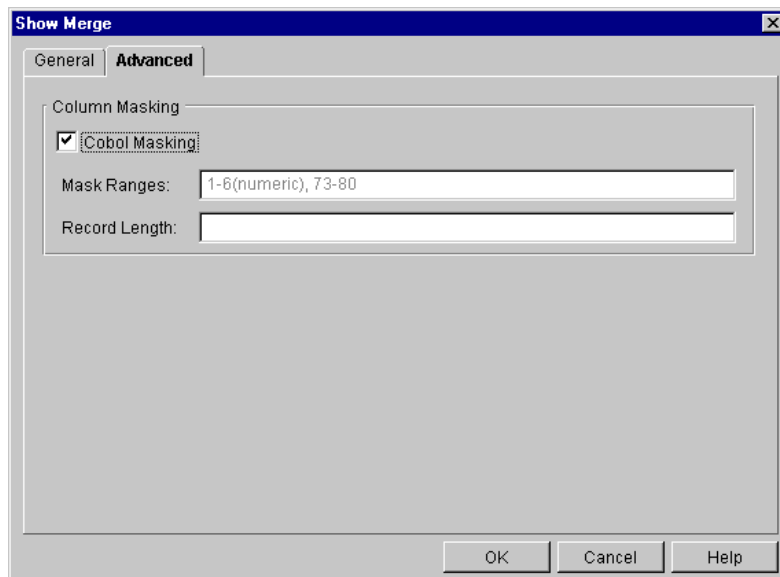 Show Merge
General Advanced
Column Masking
Cobol Masking
Mask Ranges: 1-6(numeric), 73-80
Record Length:
OK Cancel Help